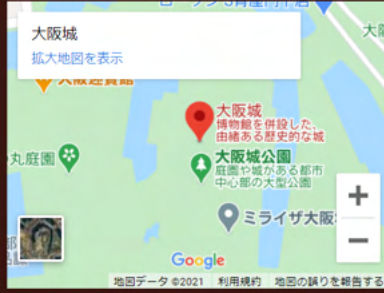 大阪城
拡大地図を表示
大阪迎賓館
大阪城
博物館を併設した、
由緒ある歴史的な城
丸庭園
大阪城公園
庭園や城がある都市
中心部の大型公園
ミライザ大阪
+
−
Google
地図データ ©2021 利用規約 地図の誤りを報告する